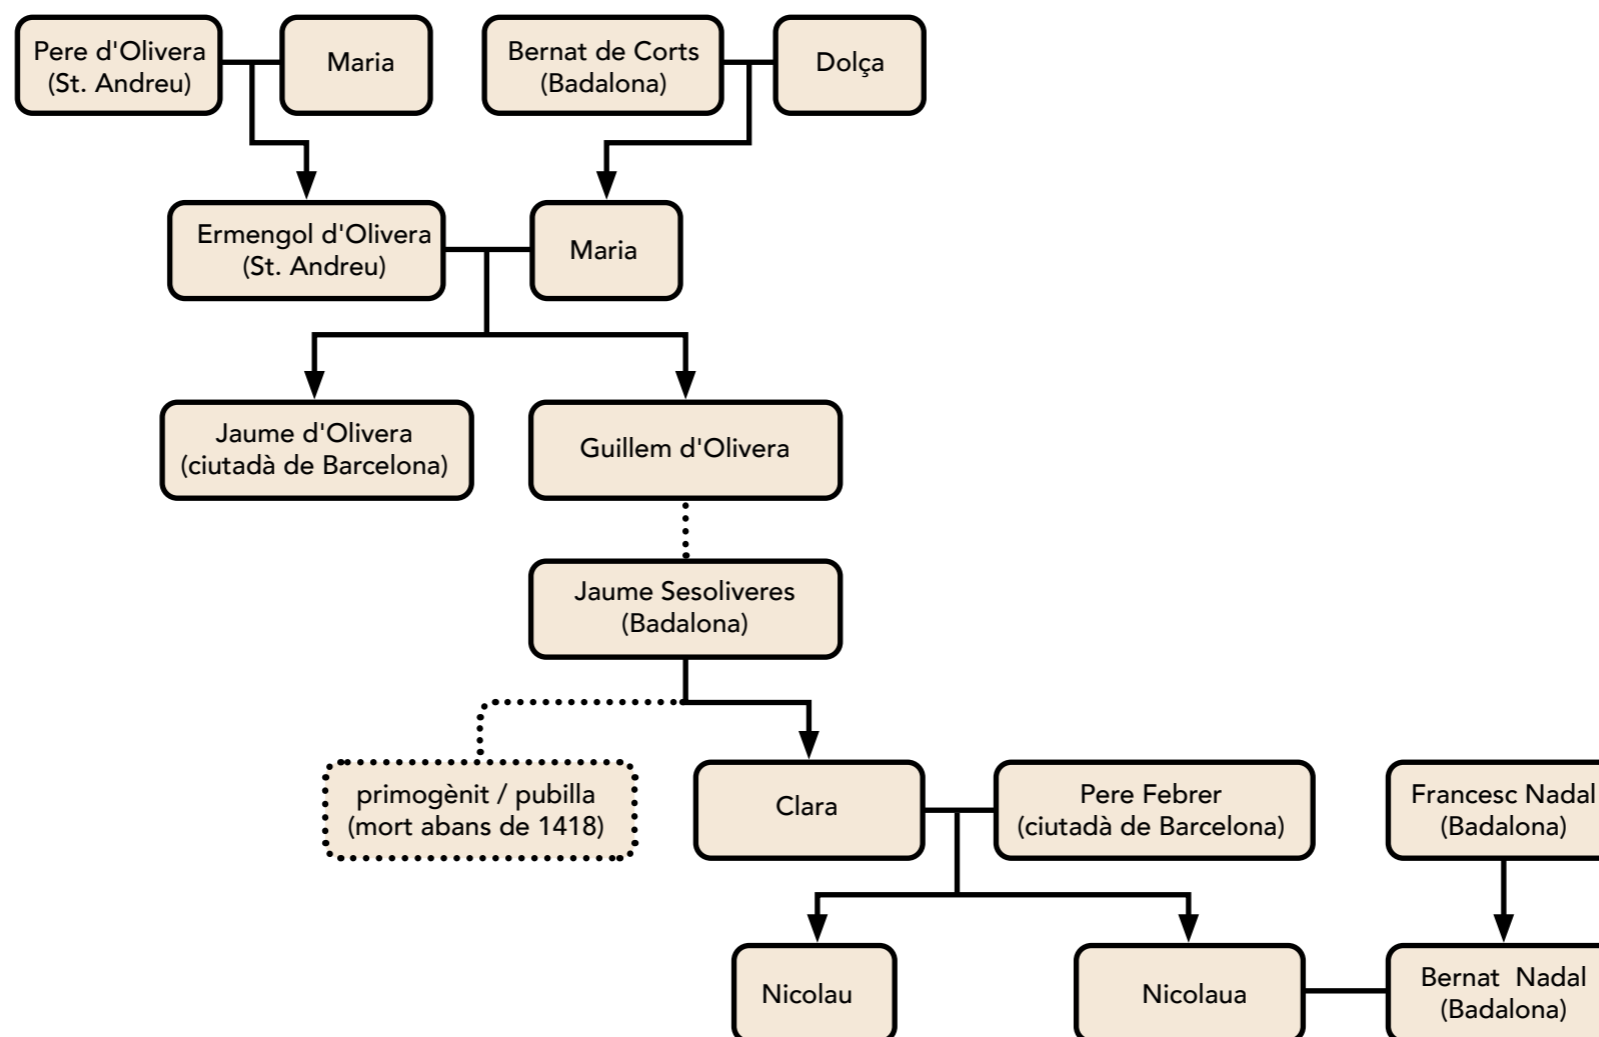 Pere d'Olivera
(St. Andreu)
Maria
Bernat de Corts
(Badalona)
Dolça
Ermengol d'Olivera
(St. Andreu)
Maria
Jaume d'Olivera
(ciutadà de Barcelona)
Guillem d'Olivera
Jaume Sesoliveres
(Badalona)
primogènit / pubilla
(mort abans de 1418)
Clara
Pere Febrer
(ciutadà de Barcelona)
Francesc Nadal
(Badalona)
Nicolau
Nicolaua
Bernat Nadal
(Badalona)